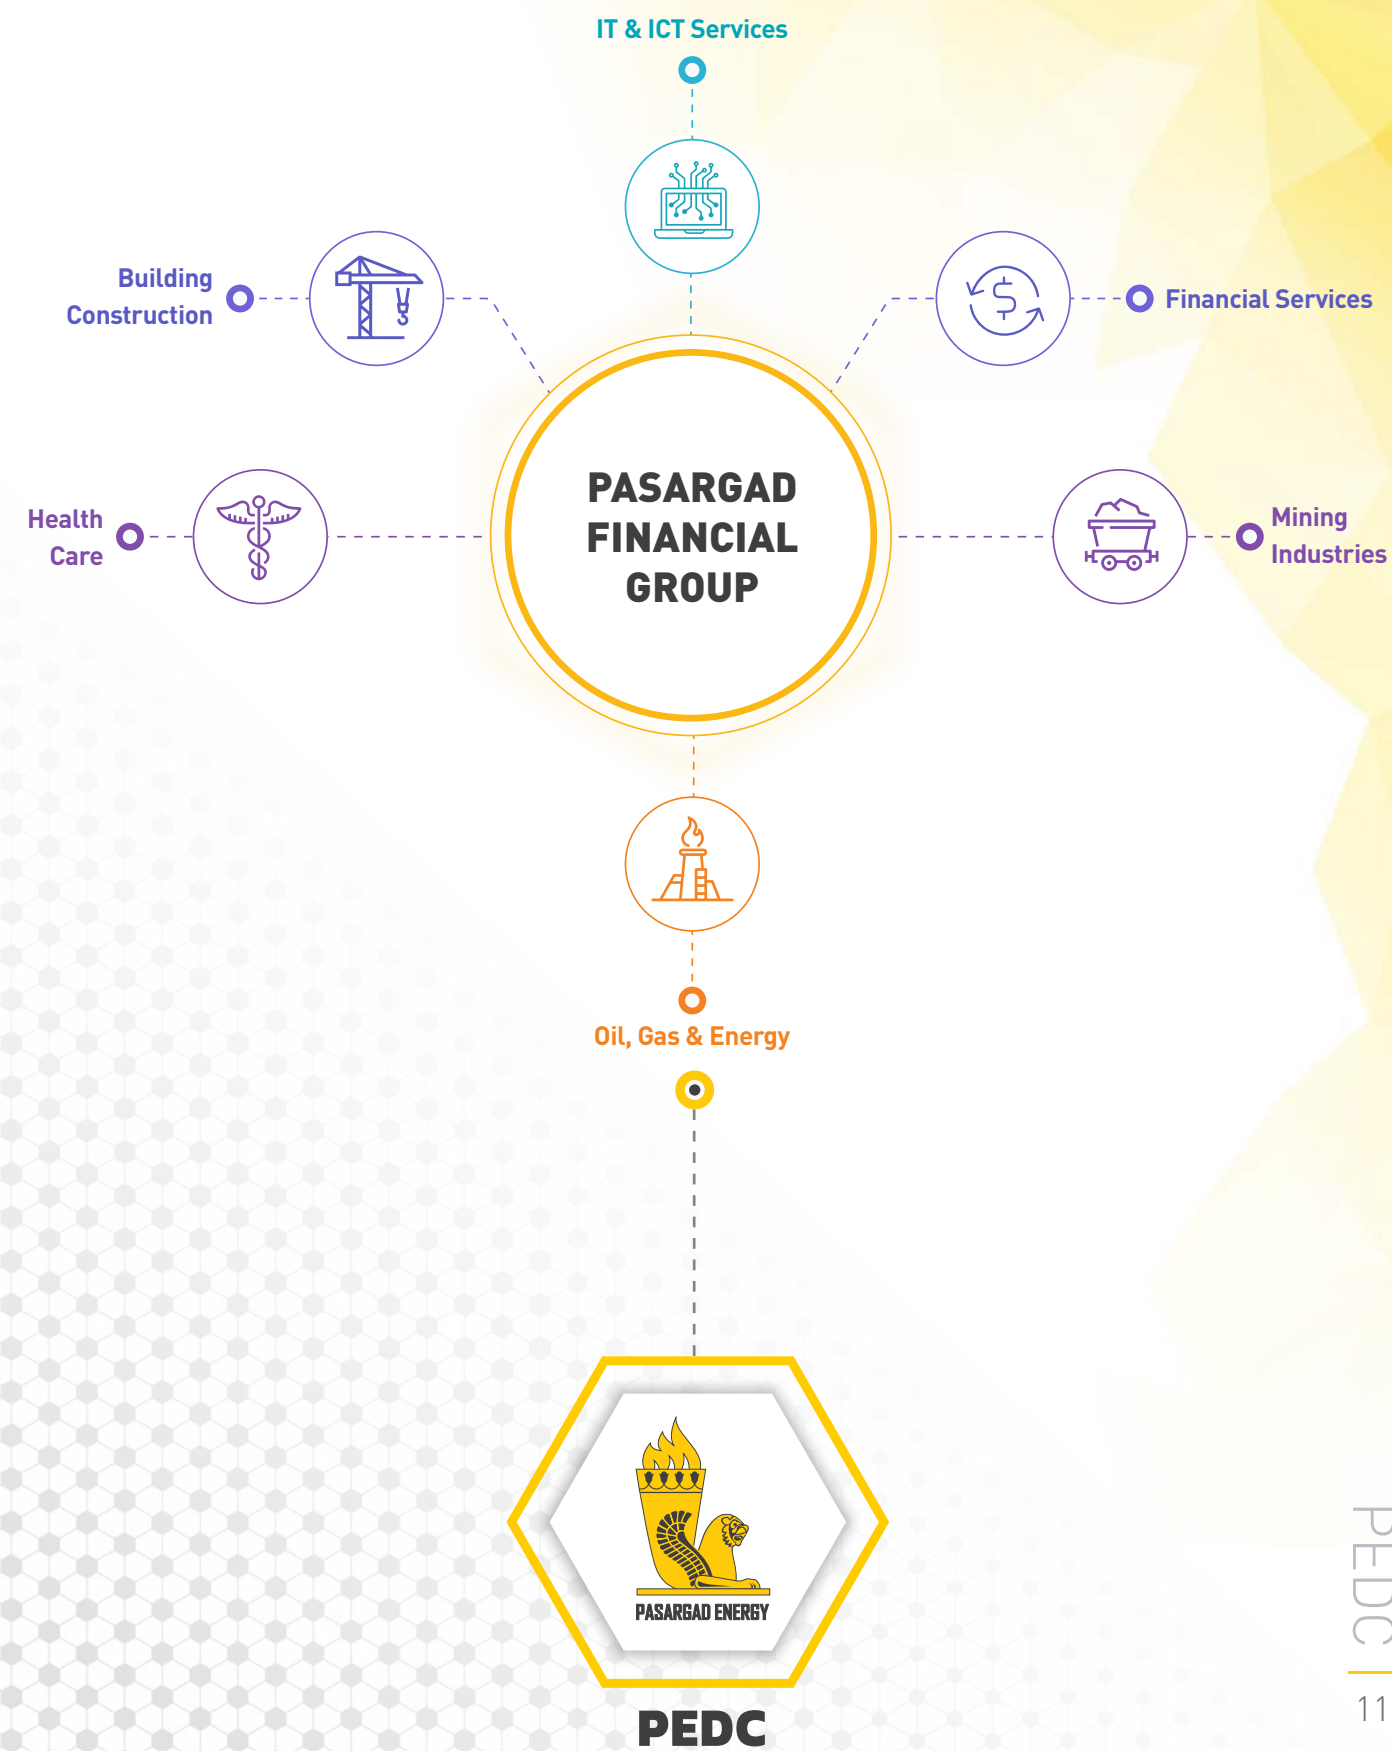 IT & ICT Services
Building
Construction
Financial Services
PASARGAD
FINANCIAL
GROUP
Health
Care
Mining
Industries
Oil, Gas & Energy
PASARGAD ENERGY
PEDC
PEDC
11